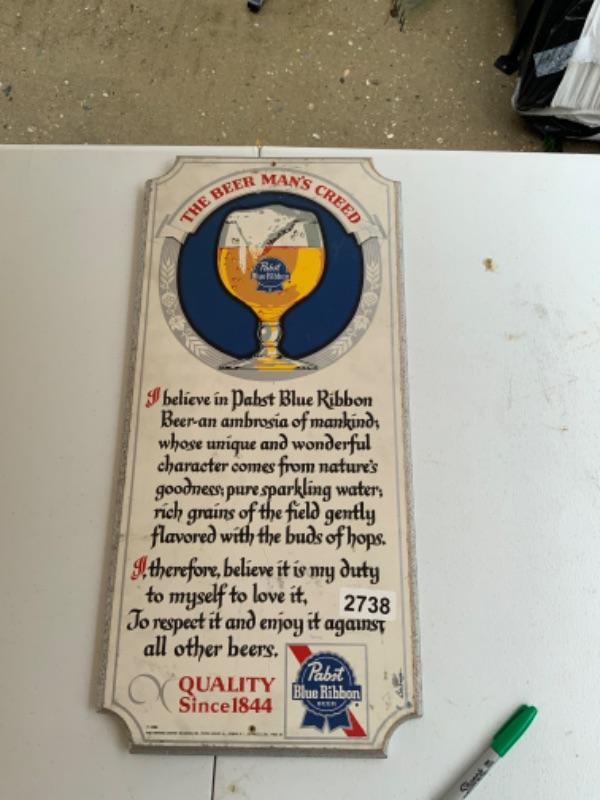 THE BEER MAN'S CREED
Pabst
Blue Ribbon
I believe in Pabst Blue Ribbon
Beer-an ambrosia of mankind;
whose unique and wonderful
character comes from nature's
goodness; pure sparkling water;
rich grains of the field gently
flavored with the buds of hops.
I, therefore, believe it is my duty
to myself to love it,
To respect it and enjoy it against
all other beers.
2738
QUALITY
Since 1844
Pabst
Blue Ribbon
BEER
Sharpie